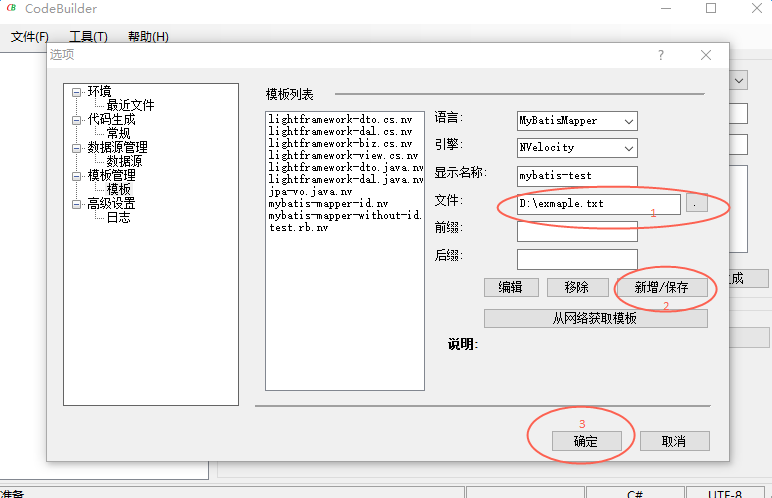 CodeBuilder
文件(F) 工具(T) 帮助(H)
选项
环境
最近文件
代码生成
常规
数据源管理
数据源
模板管理
模板
高级设置
日志
模板列表
lightframework-dto.cs.nv
lightframework-dal.cs.nv
lightframework-biz.cs.nv
lightframework-view.cs.nv
lightframework-dto.java.nv
lightframework-dal.java.nv
jpa-vo.java.nv
mybatis-mapper-id.nv
mybatis-mapper-without-id.
test.rb.nv
语言: MyBatisMapper
引擎: NVelocity
显示名称: mybatis-test
文件: D:\exmaple.txt .
1
前缀:
后缀:
编辑 移除 新增/保存
2
从网络获取模板
说明:
3
确定 取消
成
准备 C# UTF-8